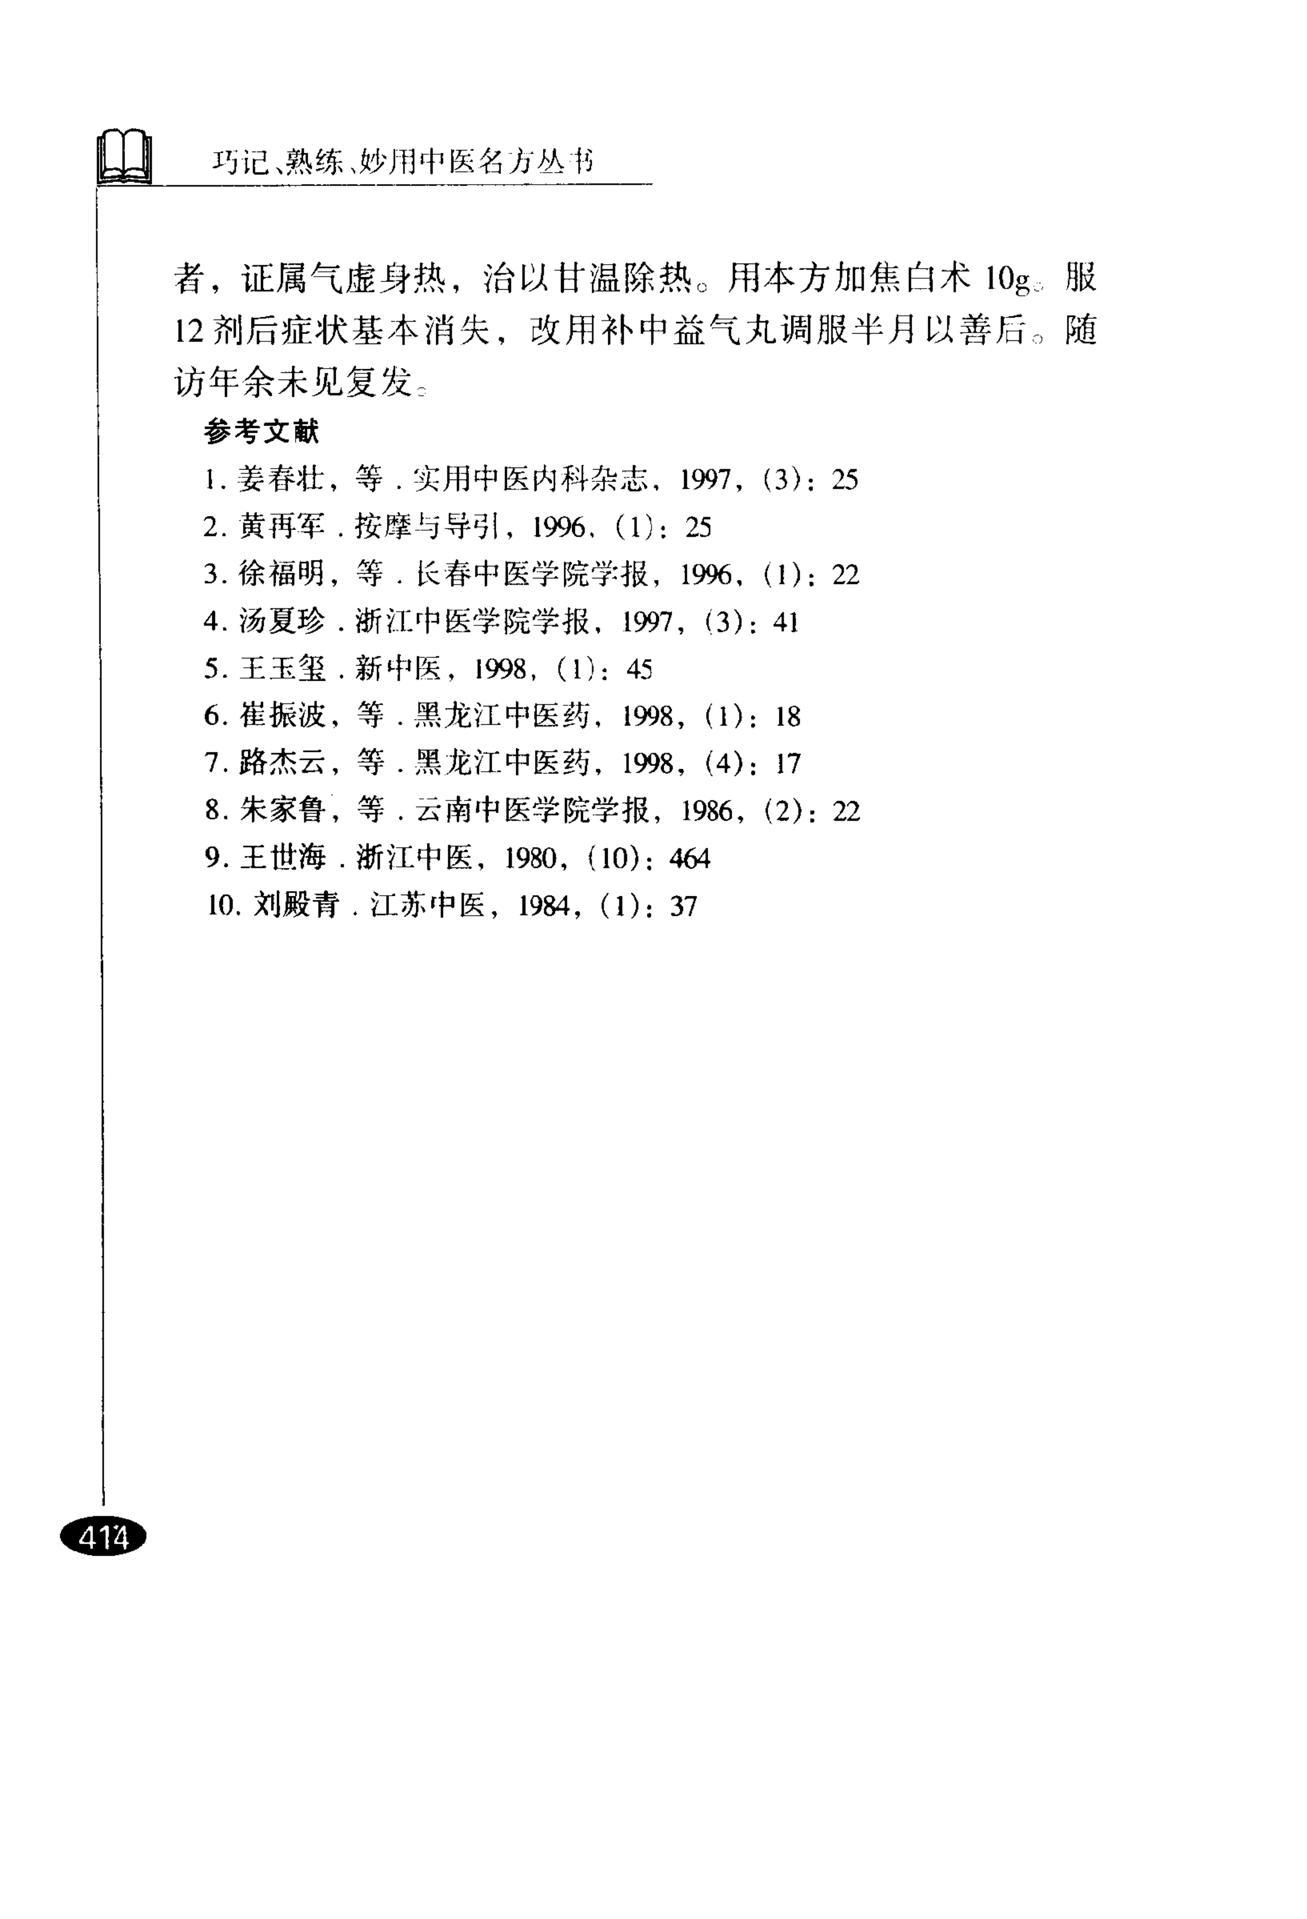 巧记、熟练、妙用中医名方丛书
者，证属气虚身热，治以甘温除热。用本方加焦白术 10g。服
12 剂后症状基本消失，改用补中益气丸调服半月以善后。随
访年余未见复发。
参考文献
1. 姜春壮，等．实用中医内科杂志，1997，(3)：25
2. 黄再军．按摩与导引，1996，(1)：25
3. 徐福明，等．长春中医学院学报，1996，(1)：22
4. 汤夏珍．浙江中医学院学报，1997，(3)：41
5. 王玉玺．新中医，1998，(1)：45
6. 崔振波，等．黑龙江中医药，1998，(1)：18
7. 路杰云，等．黑龙江中医药，1998，(4)：17
8. 朱家鲁，等．云南中医学院学报，1986，(2)：22
9. 王世海．浙江中医，1980，(10)：464
10. 刘殿青．江苏中医，1984，(1)：37
414